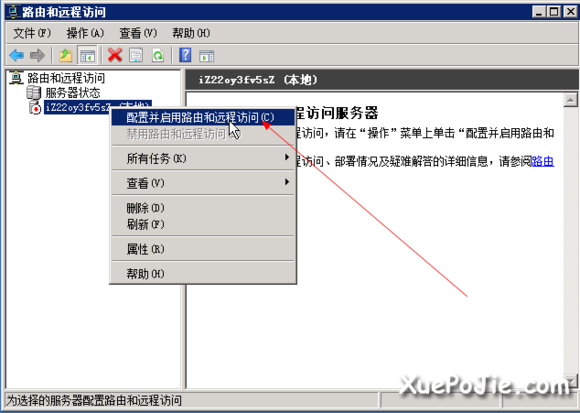 路由和远程访问
文件(F) 操作(A) 查看(V) 帮助(H)
路由和远程访问
服务器状态
iZ22oy3fv5sZ (本地)
iZ22oy3fv5sZ (本地)
配置并启用路由和远程访问(C)
禁用路由和远程访问
所有任务(K)
查看(V)
删除(D)
刷新(F)
属性(R)
帮助(H)
程访问服务器
程访问，请在“操作”菜单上单击“配置并启用路由和
程访问、部署情况及疑难解答的详细信息，请参阅路由
为选择的服务器配置路由和远程访问
XuePoJie.com